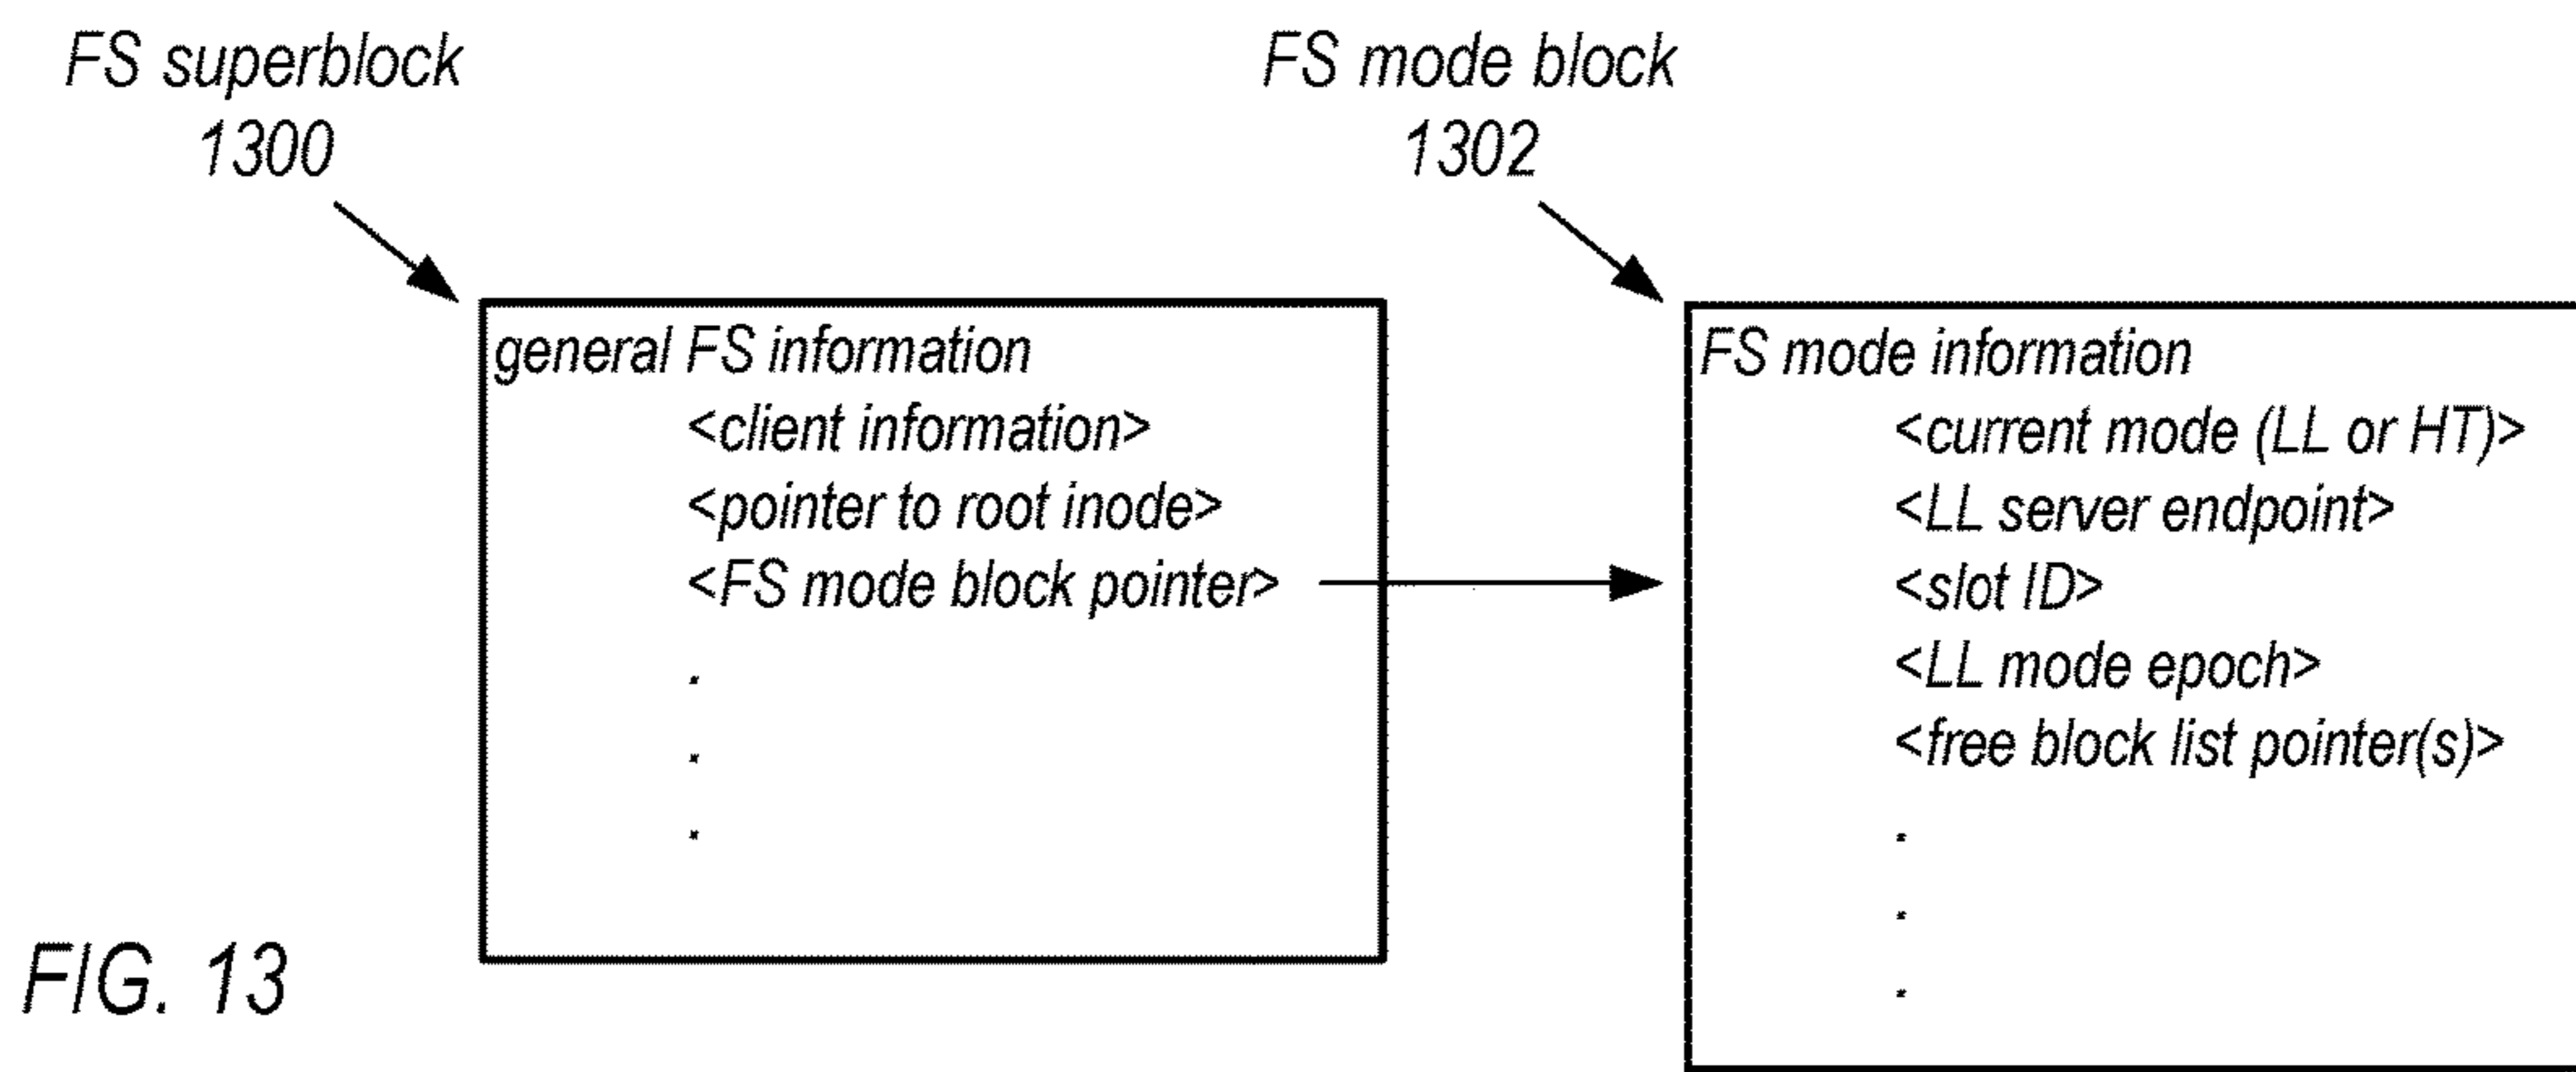 FS superblock
1300
FS mode block
1302
general FS information
<client information>
<pointer to root inode>
<FS mode block pointer>
.
.
.
FS mode information
<current mode (LL or HT)>
<LL server endpoint>
<slot ID>
<LL mode epoch>
<free block list pointer(s)>
.
.
.
FIG. 13